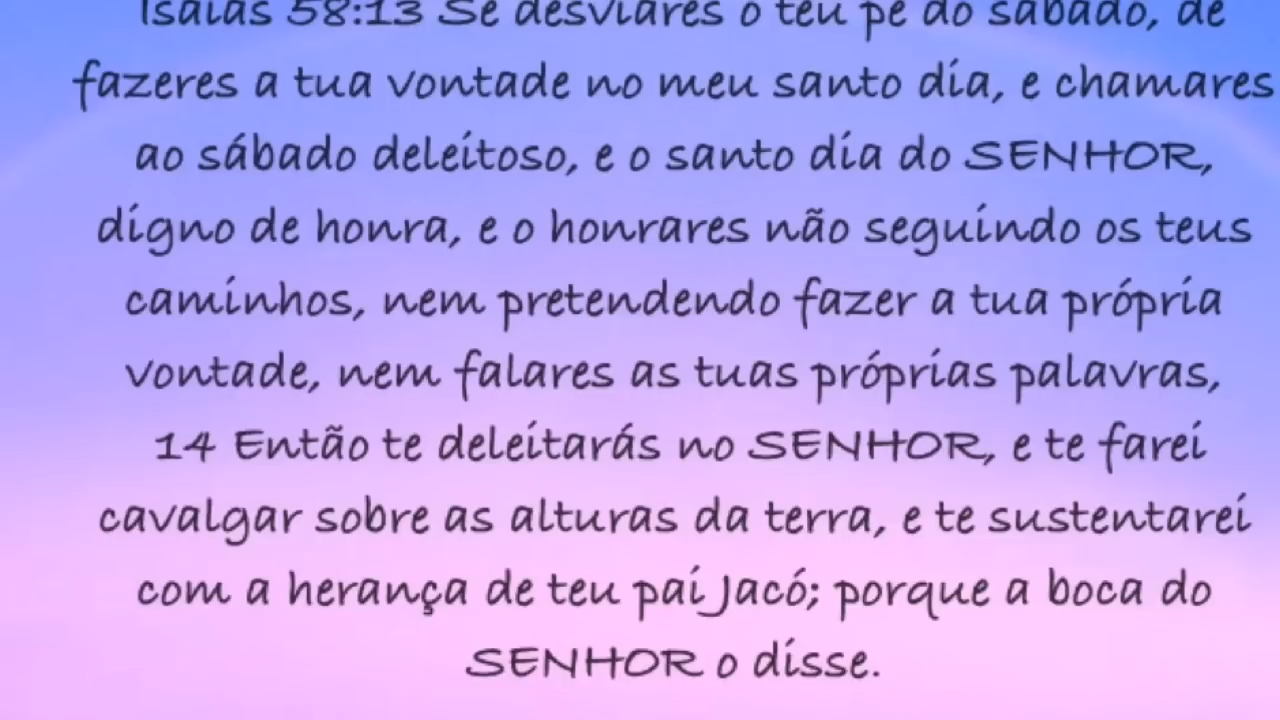 Isaías 58:13 Se desviares o teu pé do sábado, de
fazeres a tua vontade no meu santo dia, e chamares
ao sábado deleitoso, e o santo dia do SENHOR,
digno de honra, e o honrares não seguindo os teus
caminhos, nem pretendendo fazer a tua própria
vontade, nem falares as tuas próprias palavras,
14 Então te deleitarás no SENHOR, e te farei
cavalgar sobre as alturas da terra, e te sustentarei
com a herança de teu pai Jacó; porque a boca do
SENHOR o disse.